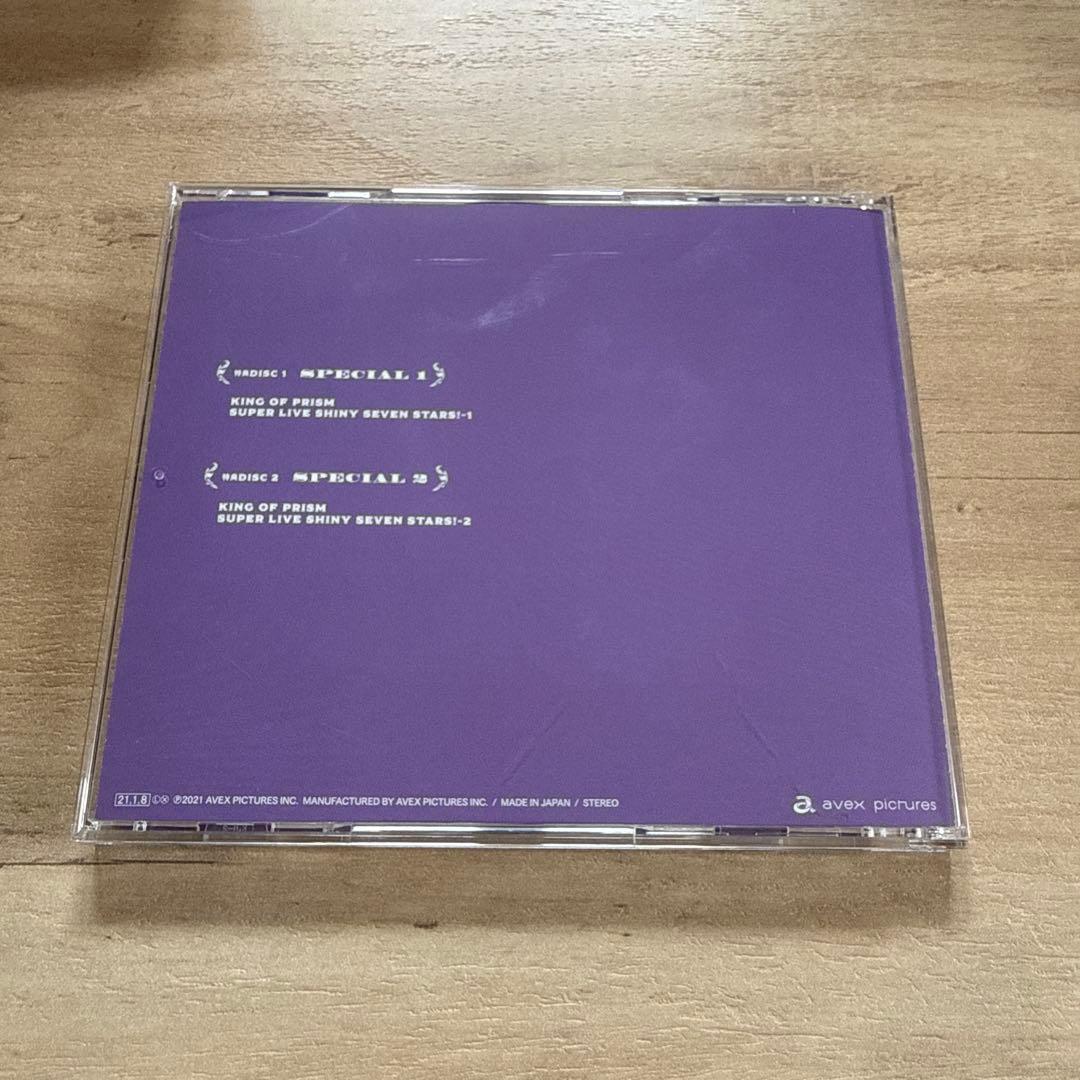 特典DISC 1 SPECIAL 1
KING OF PRISM
SUPER LIVE SHINY SEVEN STARS!-1
特典DISC 2 SPECIAL 2
KING OF PRISM
SUPER LIVE SHINY SEVEN STARS!-2
21.1.8 Ⓛ Ⓧ ℗2021 AVEX PICTURES INC. MANUFACTURED BY AVEX PICTURES INC. / MADE IN JAPAN / STEREO
a. avex pictures